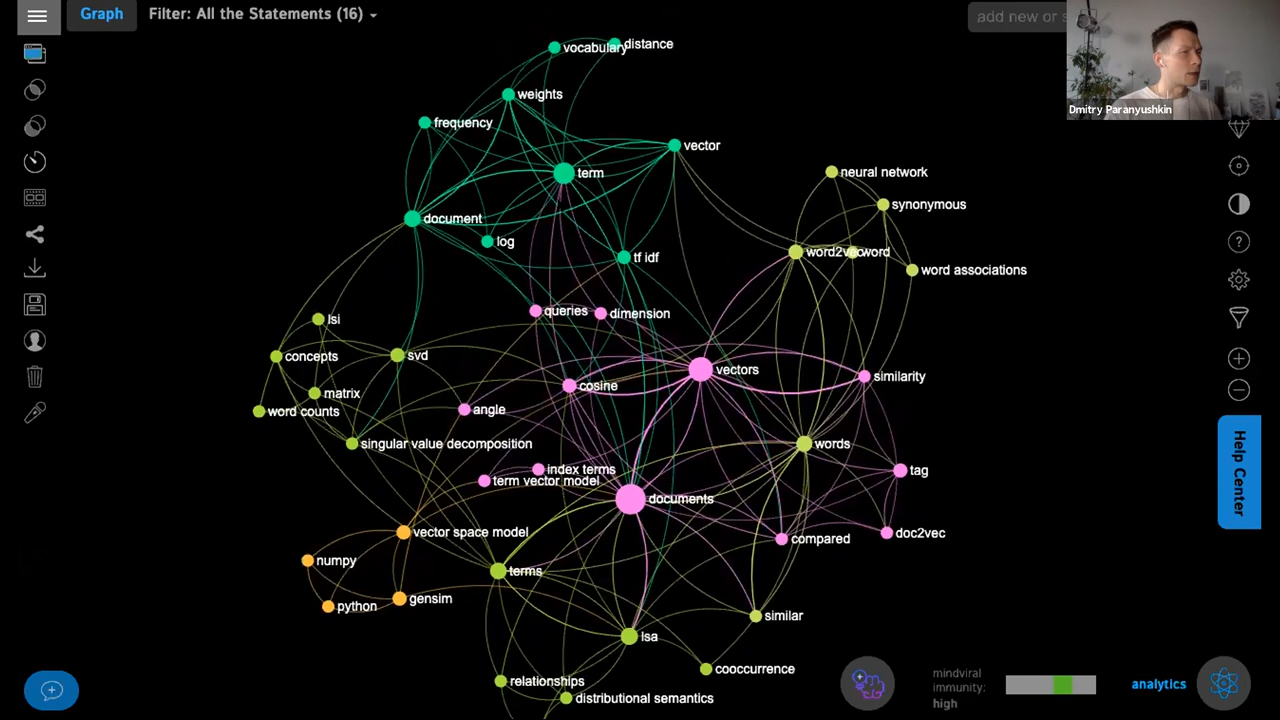 Graph
Filter: All the Statements (16)
add new or s
Dmitry Paranyushkin
vocabulary
distance
weights
frequency
vector
term
neural network
synonymous
document
log
tf idf
word2vec
word
word associations
queries
dimension
lsi
concepts
svd
vectors
similarity
cosine
matrix
word counts
angle
singular value decomposition
words
index terms
term vector model
tag
documents
vector space model
compared
doc2vec
numpy
terms
python
gensim
similar
lsa
cooccurrence
relationships
distributional semantics
Help Center
mindviral
immunity:
high
analytics